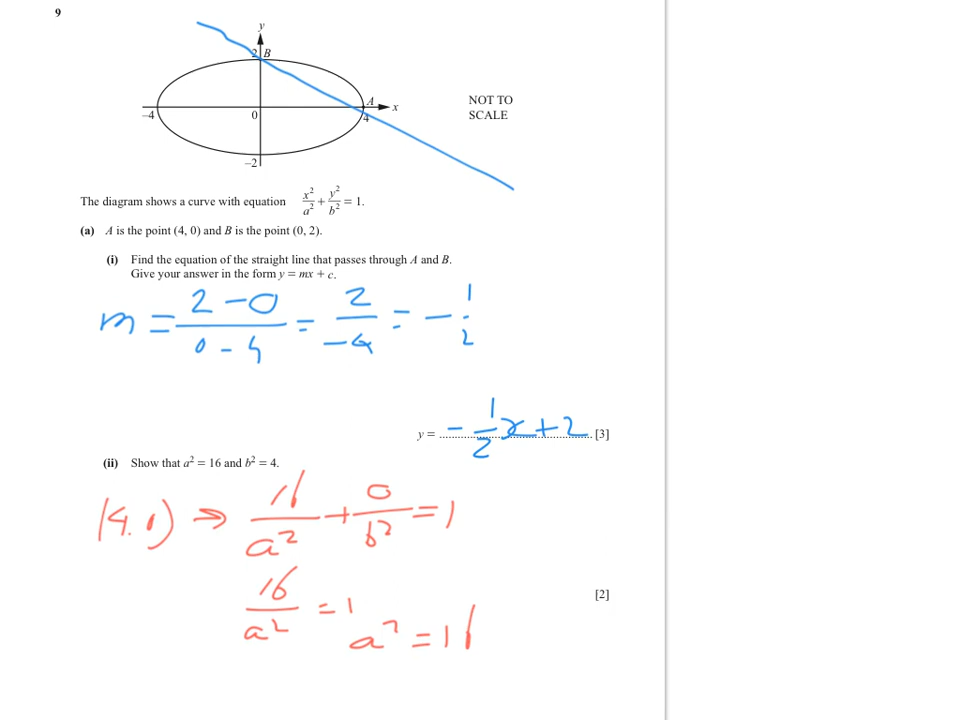 9
y
2 B
A
-4 0 4 x
-2
NOT TO
SCALE
The diagram shows a curve with equation x²/a² + y²/b² = 1.
(a) A is the point (4, 0) and B is the point (0, 2).
(i) Find the equation of the straight line that passes through A and B.
Give your answer in the form y = mx + c.
m = (2 - 0)/(0 - 4) = 2/-4 = - 1/2
y = - 1/2 x + 2 [3]
(ii) Show that a² = 16 and b² = 4.
(4, 0) ⇒ 16/a² + 0/b² = 1
16/a² = 1
[2]
a² = 16